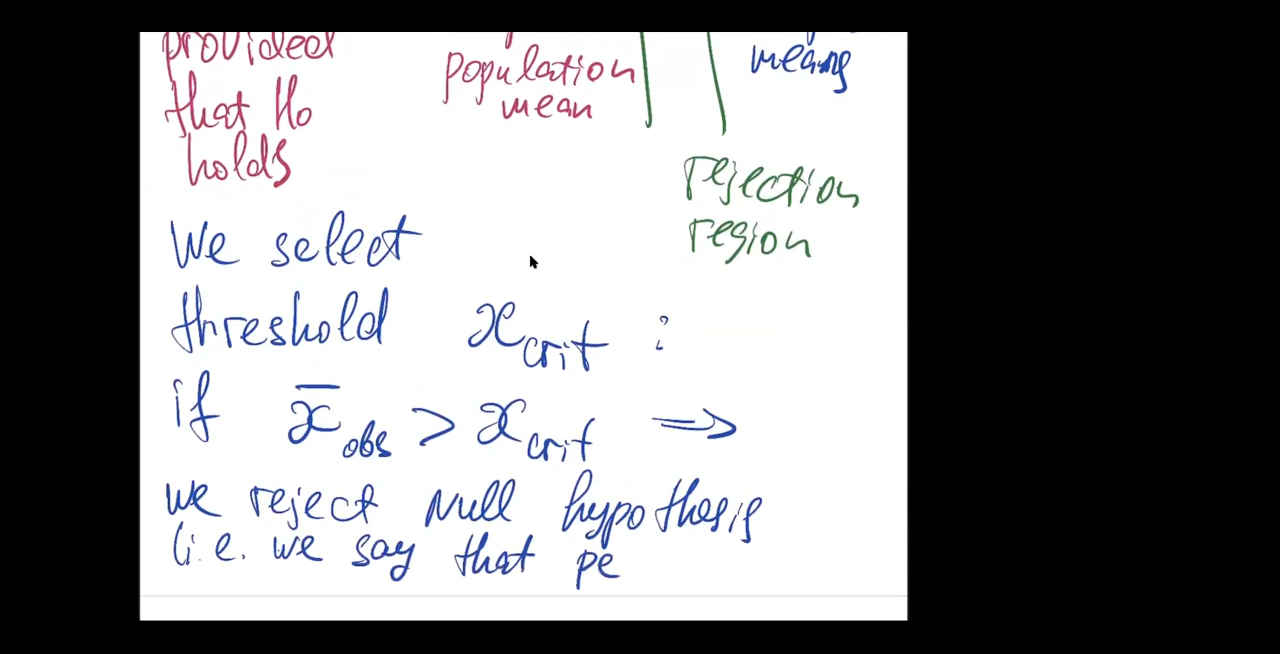 provided
that H₀
holds
population
mean
means
rejection
region
We select
threshold x_crit :
if x̄_obs > x_crit ⇒
we reject null hypothesis
(i.e. we say that pe